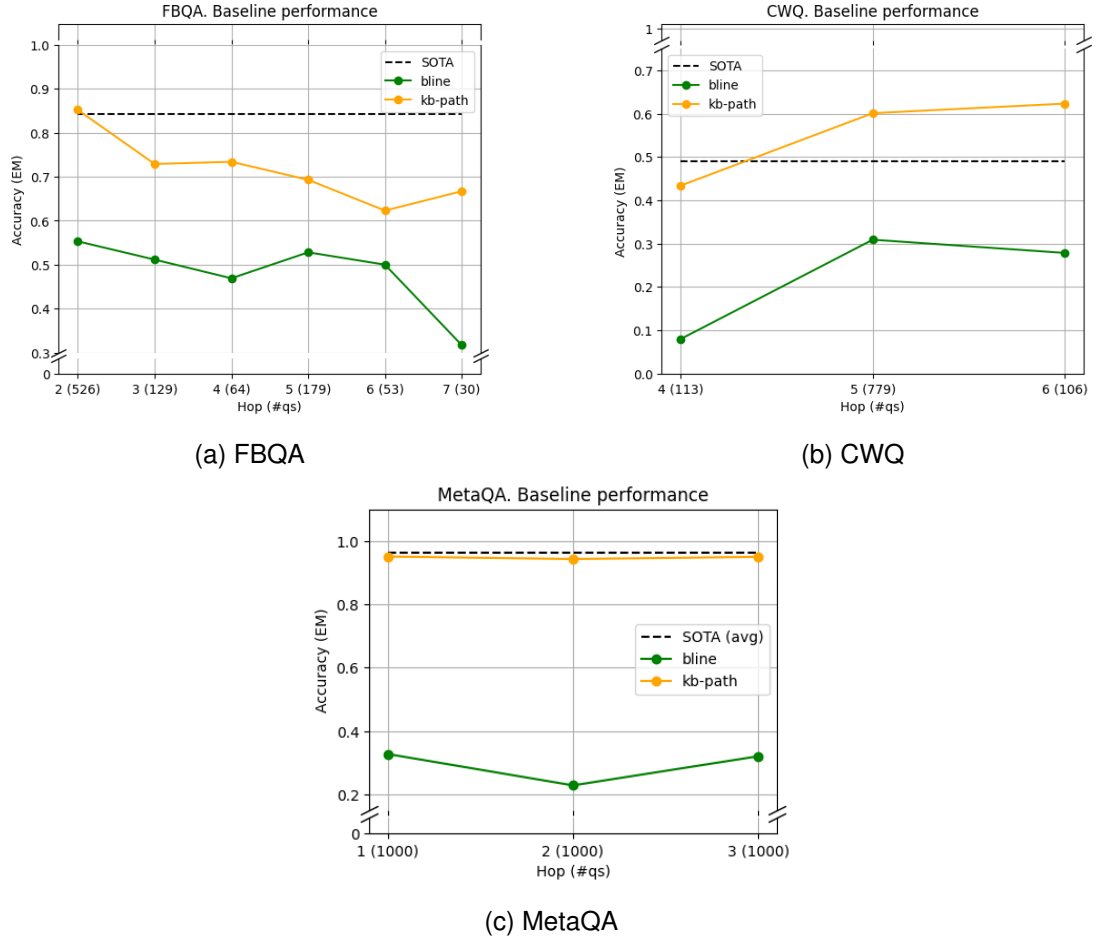 FBQA. Baseline performance
1.0
0.9
0.8
0.7
0.6
0.5
0.4
0.3
0
Accuracy (EM)
SOTA
bline
kb-path
2 (526) 3 (129) 4 (64) 5 (179) 6 (53) 7 (30)
Hop (#qs)
(a) FBQA
CWQ. Baseline performance
1
0.7
0.6
0.5
0.4
0.3
0.2
0.1
0.0
Accuracy (EM)
SOTA
bline
kb-path
4 (113) 5 (779) 6 (106)
Hop (#qs)
(b) CWQ
MetaQA. Baseline performance
1.0
0.8
0.6
0.4
0.2
0
Accuracy (EM)
SOTA (avg)
bline
kb-path
1 (1000) 2 (1000) 3 (1000)
Hop (#qs)
(c) MetaQA